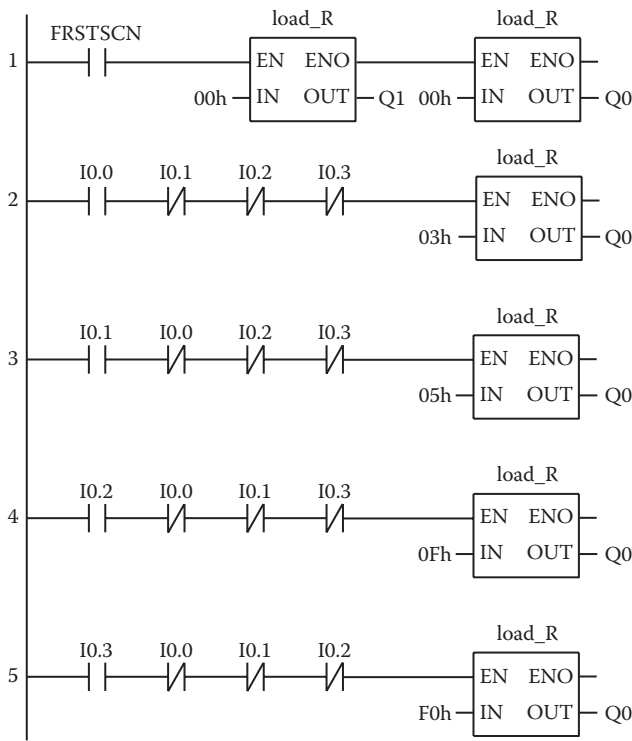 load_R load_R
FRSTSCN
1 EN ENO EN ENO
00h IN OUT Q1 00h IN OUT Q0
load_R
I0.0 I0.1 I0.2 I0.3
2 EN ENO
03h IN OUT Q0
load_R
I0.1 I0.0 I0.2 I0.3
3 EN ENO
05h IN OUT Q0
load_R
I0.2 I0.0 I0.1 I0.3
4 EN ENO
0Fh IN OUT Q0
load_R
I0.3 I0.0 I0.1 I0.2
5 EN ENO
F0h IN OUT Q0